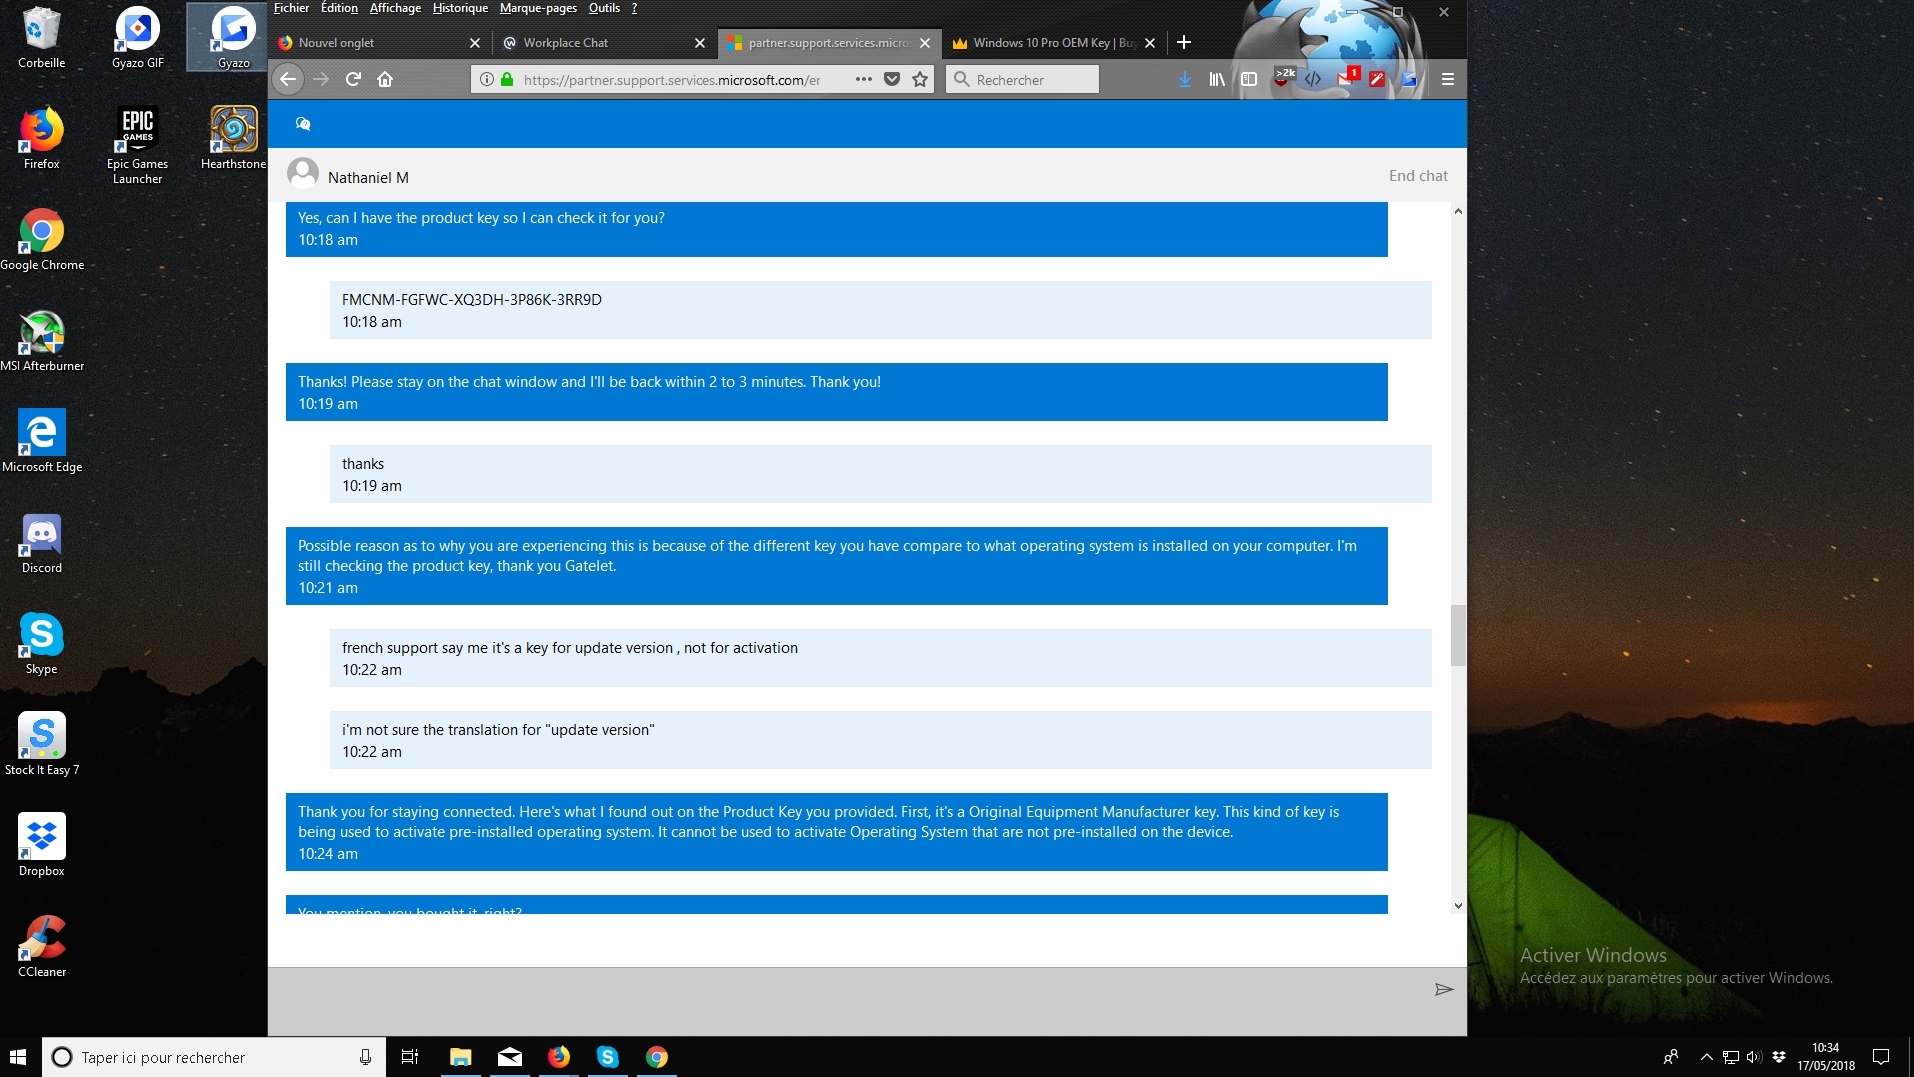 Fichier Édition Affichage Historique Marque-pages Outils ?
Nouvel onglet
Workplace Chat
partner.support.services.micros
Windows 10 Pro OEM Key | Bu
https://partner.support.services.microsoft.com/er
Rechercher
>2k
1
Nathaniel M
End chat
Yes, can I have the product key so I can check it for you?
10:18 am
FMCNM-FGFWC-XQ3DH-3P86K-3RR9D
10:18 am
Thanks! Please stay on the chat window and I'll be back within 2 to 3 minutes. Thank you!
10:19 am
thanks
10:19 am
Possible reason as to why you are experiencing this is because of the different key you have compare to what operating system is installed on your computer. I'm
still checking the product key, thank you Gatelet.
10:21 am
french support say me it's a key for update version , not for activation
10:22 am
i'm not sure the translation for "update version"
10:22 am
Thank you for staying connected. Here's what I found out on the Product Key you provided. First, it's a Original Equipment Manufacturer key. This kind of key is
being used to activate pre-installed operating system. It cannot be used to activate Operating System that are not pre-installed on the device.
10:24 am
You mention, you bought it, right?
Corbeille
Gyazo GIF
Gyazo
Firefox
EPIC
GAMES
Epic Games
Launcher
Hearthstone
Google Chrome
MSI Afterburner
Microsoft Edge
Discord
Skype
Stock It Easy 7
Dropbox
CCleaner
Activer Windows
Accédez aux paramètres pour activer Windows.
Taper ici pour rechercher
10:34
17/05/2018